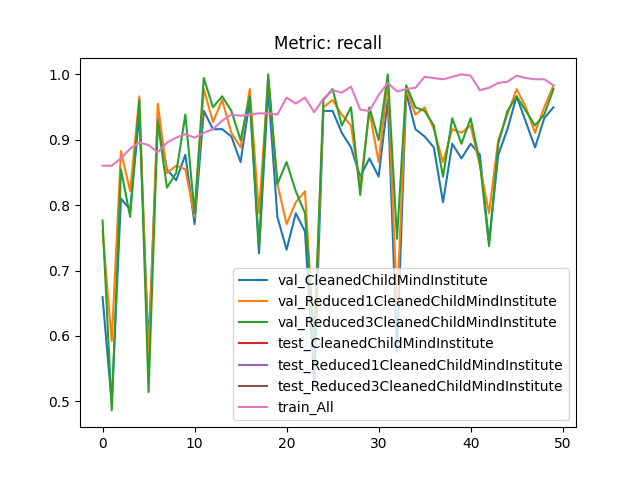 Metric: recall
1.0
0.9
0.8
0.7
0.6
0.5
0 10 20 30 40 50
val_CleanedChildMindInstitute
val_Reduced1CleanedChildMindInstitute
val_Reduced3CleanedChildMindInstitute
test_CleanedChildMindInstitute
test_Reduced1CleanedChildMindInstitute
test_Reduced3CleanedChildMindInstitute
train_All